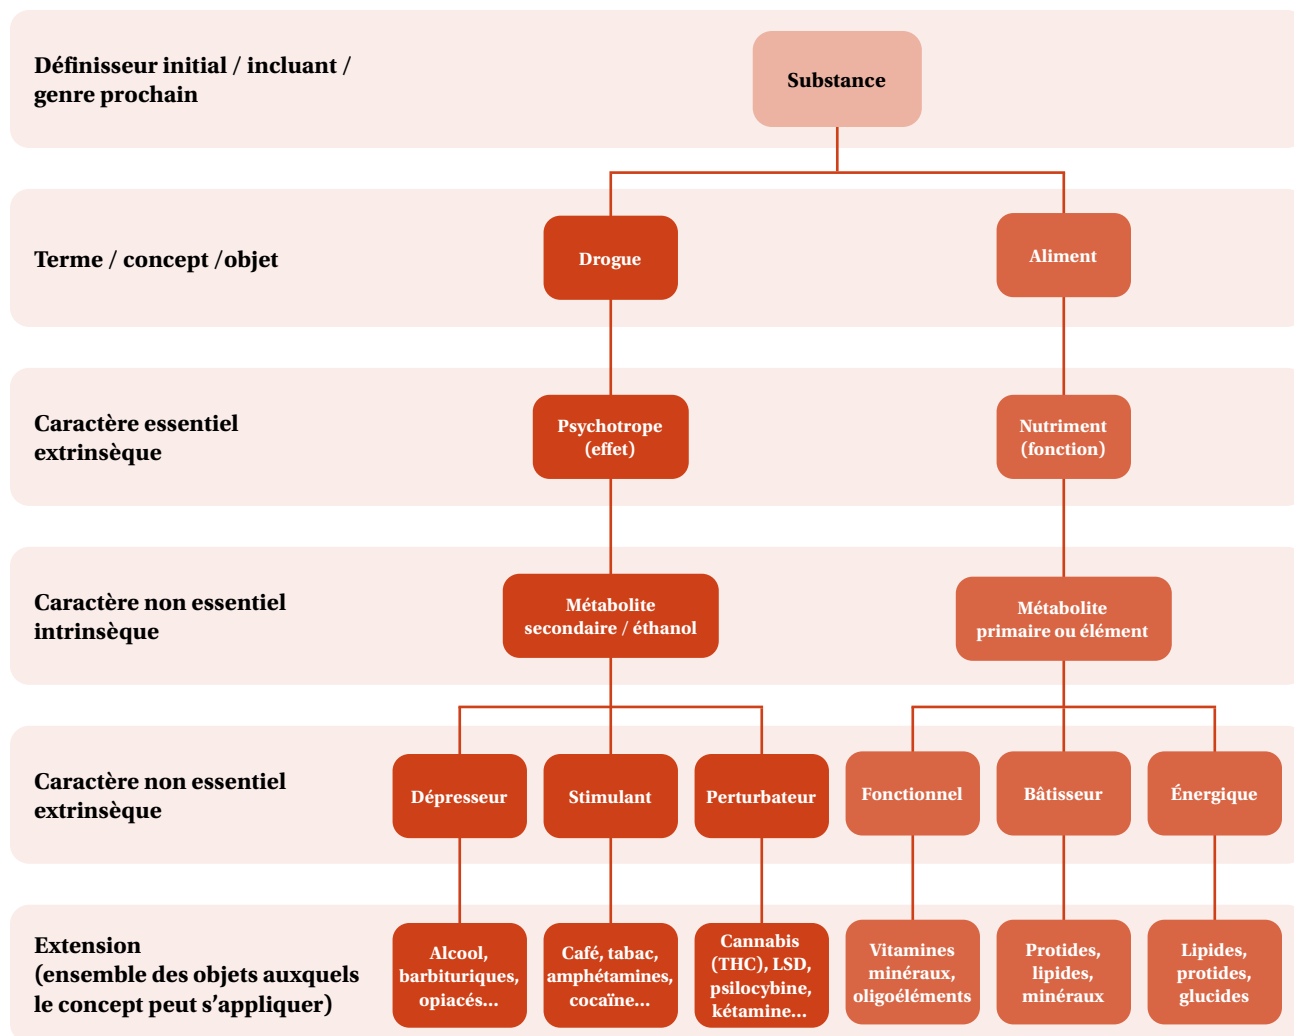 Définisseur initial / incluant /
genre prochain
Substance
Terme / concept /objet
Drogue
Aliment
Caractère essentiel
extrinsèque
Psychotrope
(effet)
Nutriment
(fonction)
Caractère non essentiel
intrinsèque
Métabolite
secondaire / éthanol
Métabolite
primaire ou élément
Caractère non essentiel
extrinsèque
Dépresseur
Stimulant
Perturbateur
Fonctionnel
Bâtisseur
Énergique
Extension
(ensemble des objets auxquels
le concept peut s’appliquer)
Alcool,
barbituriques,
opiacés...
Café, tabac,
amphétamines,
cocaïne...
Cannabis
(THC), LSD,
psilocybine,
kétamine...
Vitamines
minéraux,
oligoéléments
Protides,
lipides,
minéraux
Lipides,
protides,
glucides